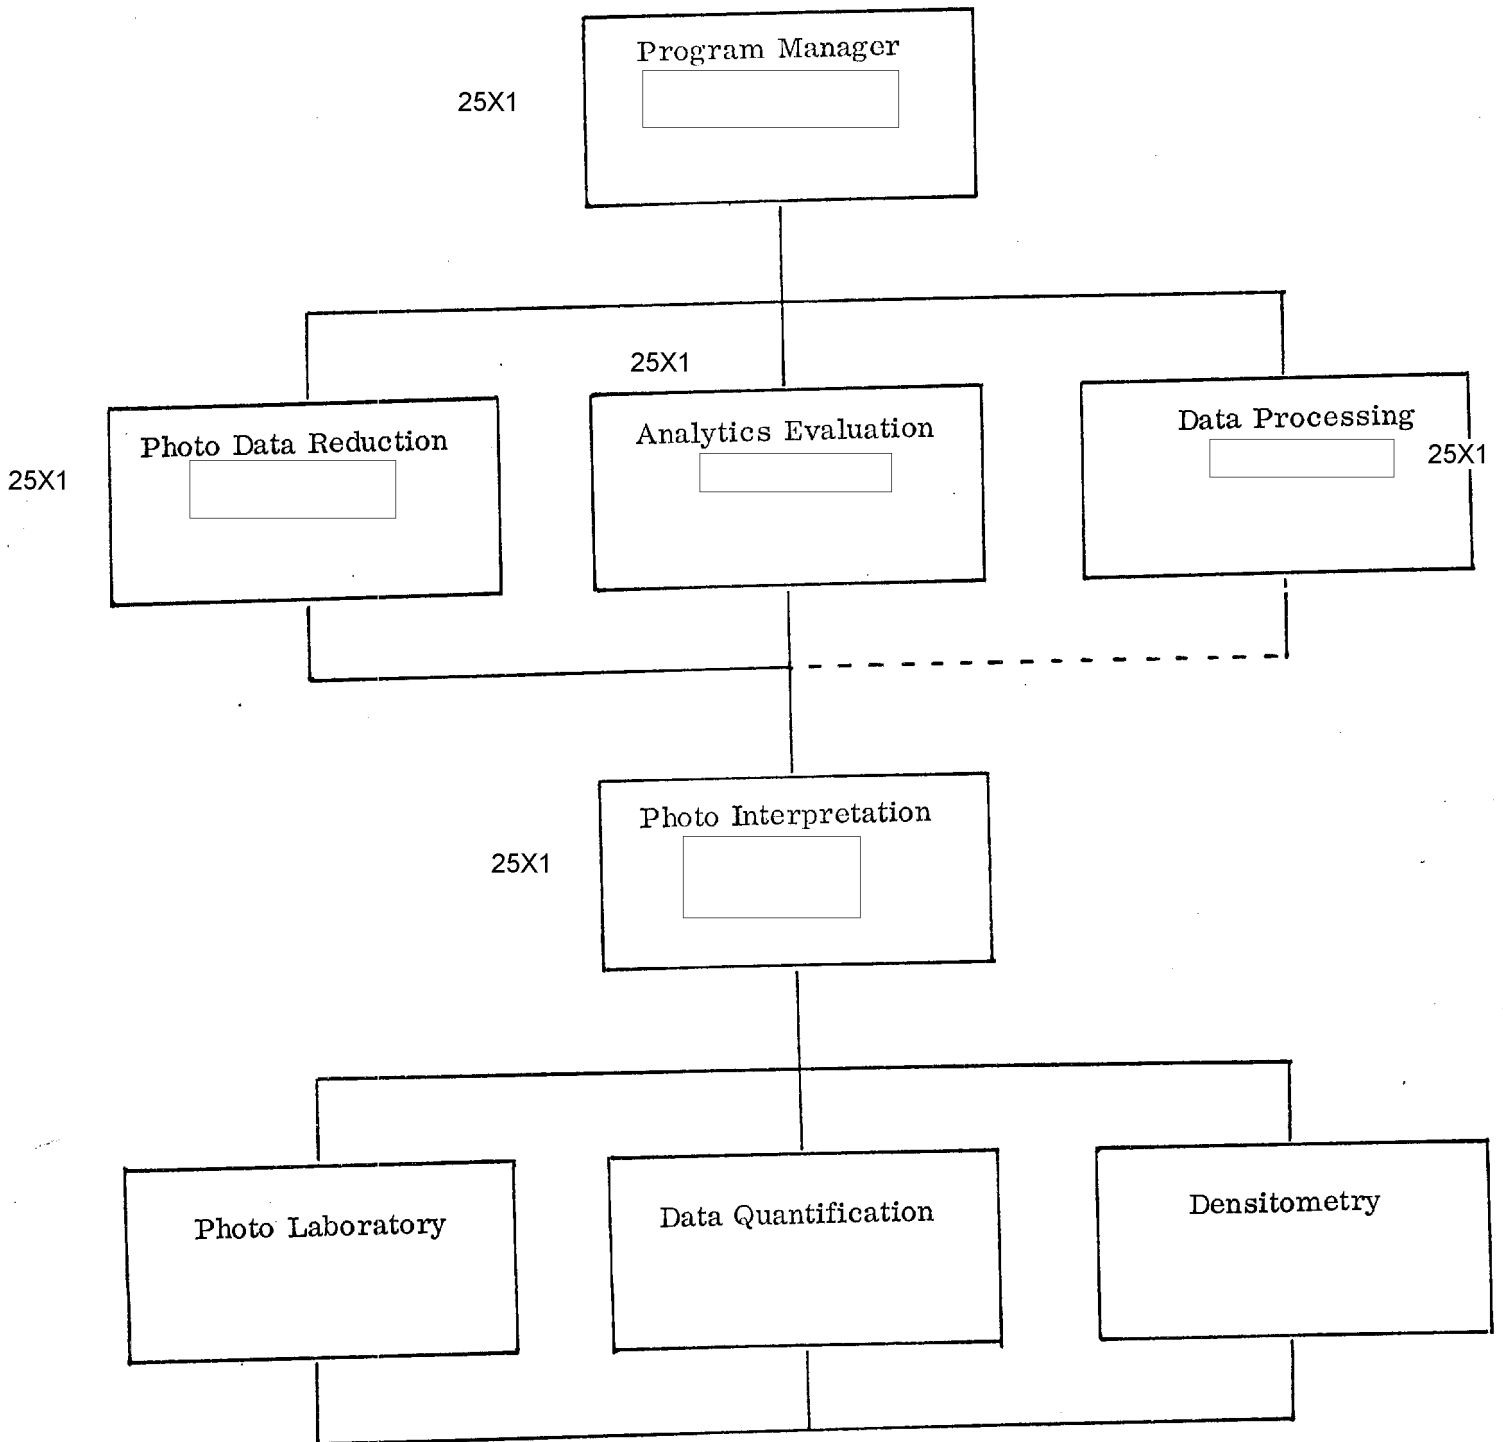 Program Manager
25X1
25X1
Photo Data Reduction
Analytics Evaluation
Data Processing
25X1
25X1
Photo Interpretation
25X1
Photo Laboratory
Data Quantification
Densitometry